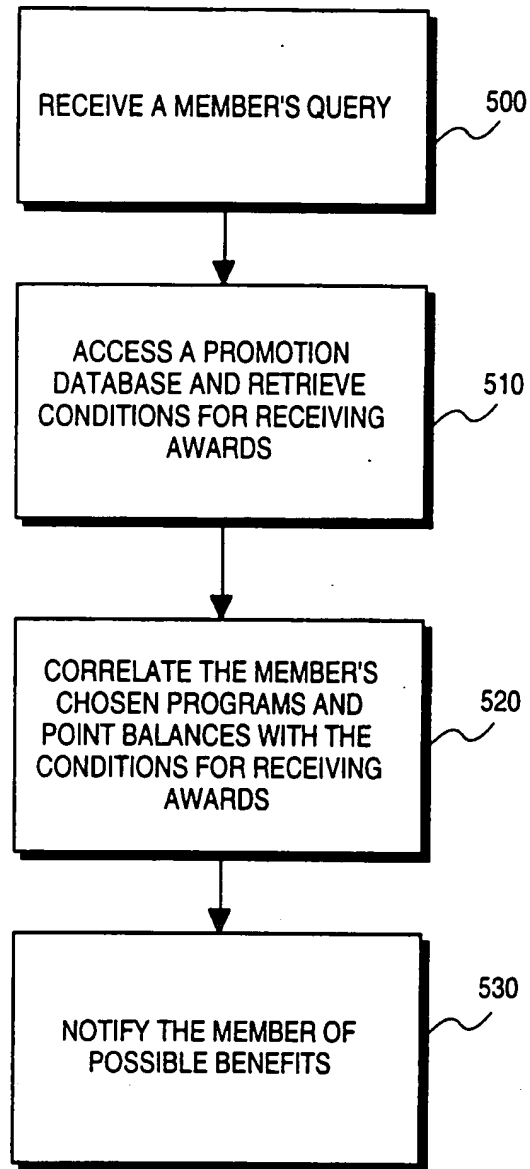 RECEIVE A MEMBER'S QUERY
500
ACCESS A PROMOTION
DATABASE AND RETRIEVE
CONDITIONS FOR RECEIVING
AWARDS
510
CORRELATE THE MEMBER'S
CHOSEN PROGRAMS AND
POINT BALANCES WITH THE
CONDITIONS FOR RECEIVING
AWARDS
520
NOTIFY THE MEMBER OF
POSSIBLE BENEFITS
530